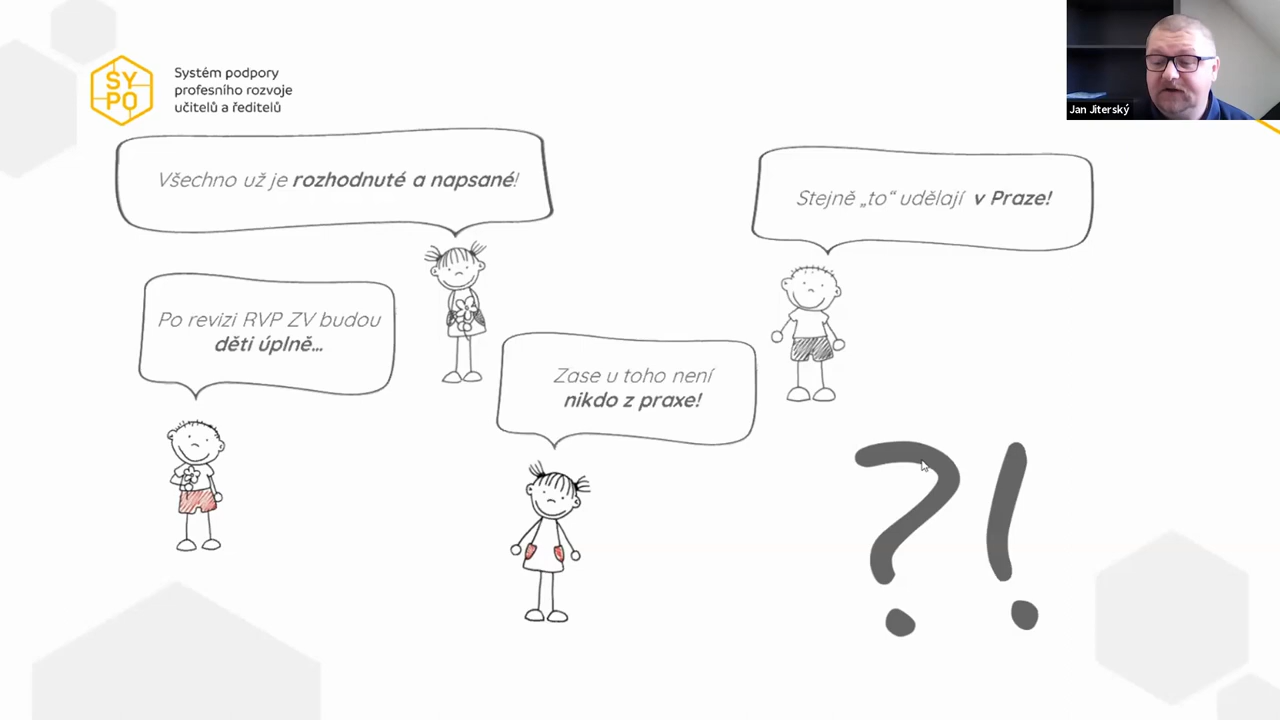 SY
PO
Systém podpory
profesního rozvoje
učitelů a ředitelů
Jan Jiterský
Všechno už je rozhodnuté a napsané!
Stejně „to“ udělají v Praze!
Po revizi RVP ZV budou
děti úplně...
Zase u toho není
nikdo z praxe!
?!